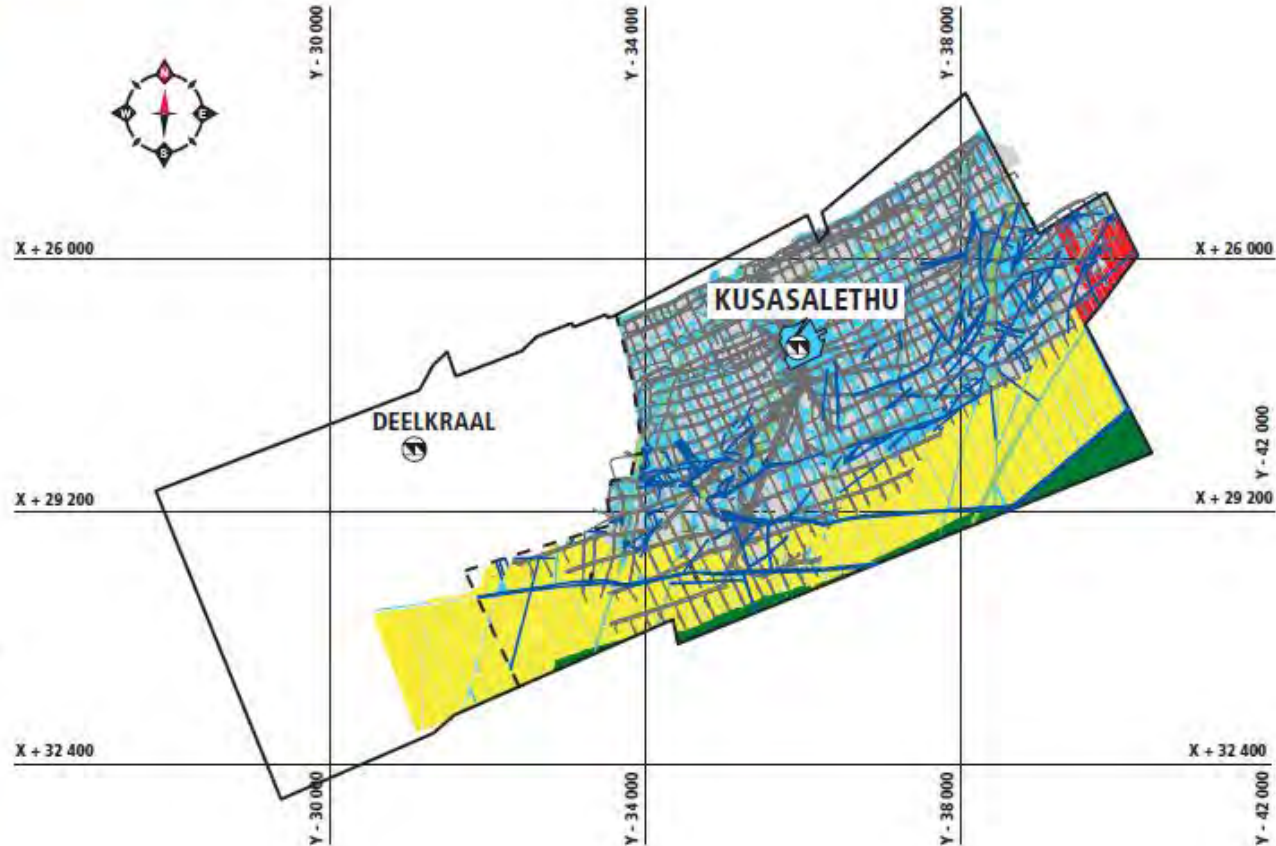 Y - 30 000
Y - 34 000
Y - 38 000
N
W
E
S
X + 26 000
X + 26 000
KUSASALETHU
DEELKRAAL
Y - 42 000
X + 29 200
X + 29 200
X + 32 400
X + 32 400
Y - 30 000
Y - 34 000
Y - 38 000
Y - 42 000